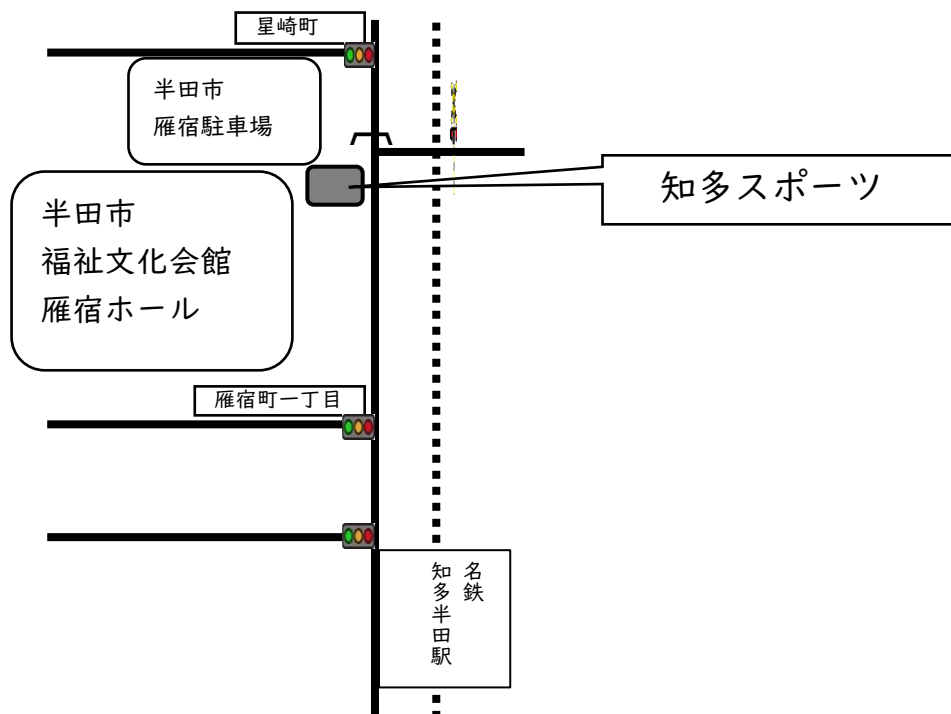 星崎町
半田市
雁宿駐車場
知多スポーツ
半田市
福祉文化会館
雁宿ホール
雁宿町一丁目
名鉄
知多半田駅